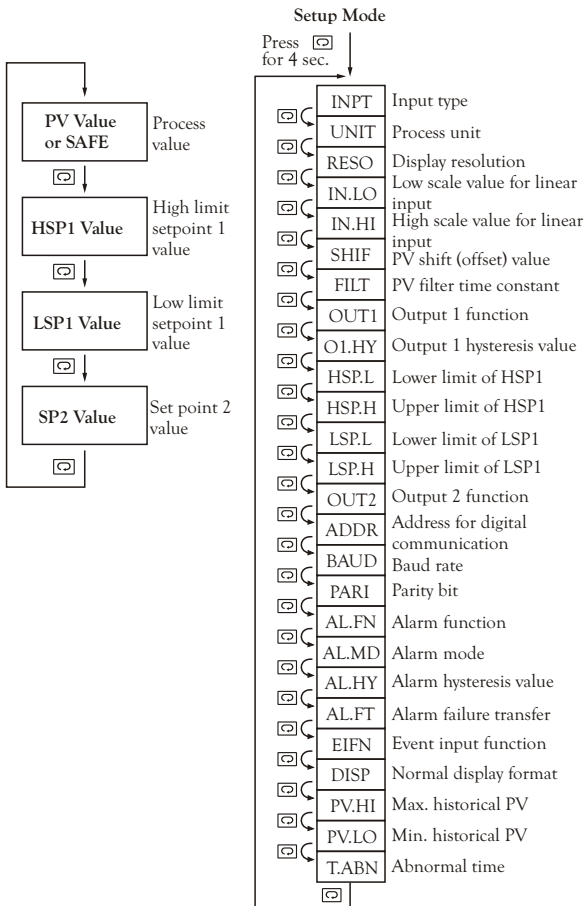 Setup Mode
Press
for 4 sec.
PV Value
or SAFE
Process
value
HSP1 Value
High limit
setpoint 1
value
LSP1 Value
Low limit
setpoint 1
value
SP2 Value
Set point 2
value
INPT Input type
UNIT Process unit
RESO Display resolution
IN.LO Low scale value for linear
input
IN.HI High scale value for linear
input
SHIF PV shift (offset) value
FILT PV filter time constant
OUT1 Output 1 function
O1.HY Output 1 hysteresis value
HSP.L Lower limit of HSP1
HSP.H Upper limit of HSP1
LSP.L Lower limit of LSP1
LSP.H Upper limit of LSP1
OUT2 Output 2 function
ADDR Address for digital
communication
BAUD Baud rate
PARI Parity bit
AL.FN Alarm function
AL.MD Alarm mode
AL.HY Alarm hysteresis value
AL.FT Alarm failure transfer
EIFN Event input function
DISP Normal display format
PV.HI Max. historical PV
PV.LO Min. historical PV
T.ABN Abnormal time